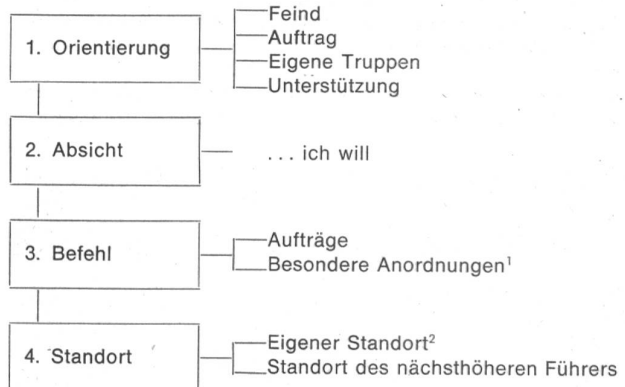 1. Orientierung
Feind
Auftrag
Eigene Truppen
Unterstützung
2. Absicht
... ich will
3. Befehl
Aufträge
Besondere Anordnungen¹
4. Standort
Eigener Standort²
Standort des nächsthöheren Führers